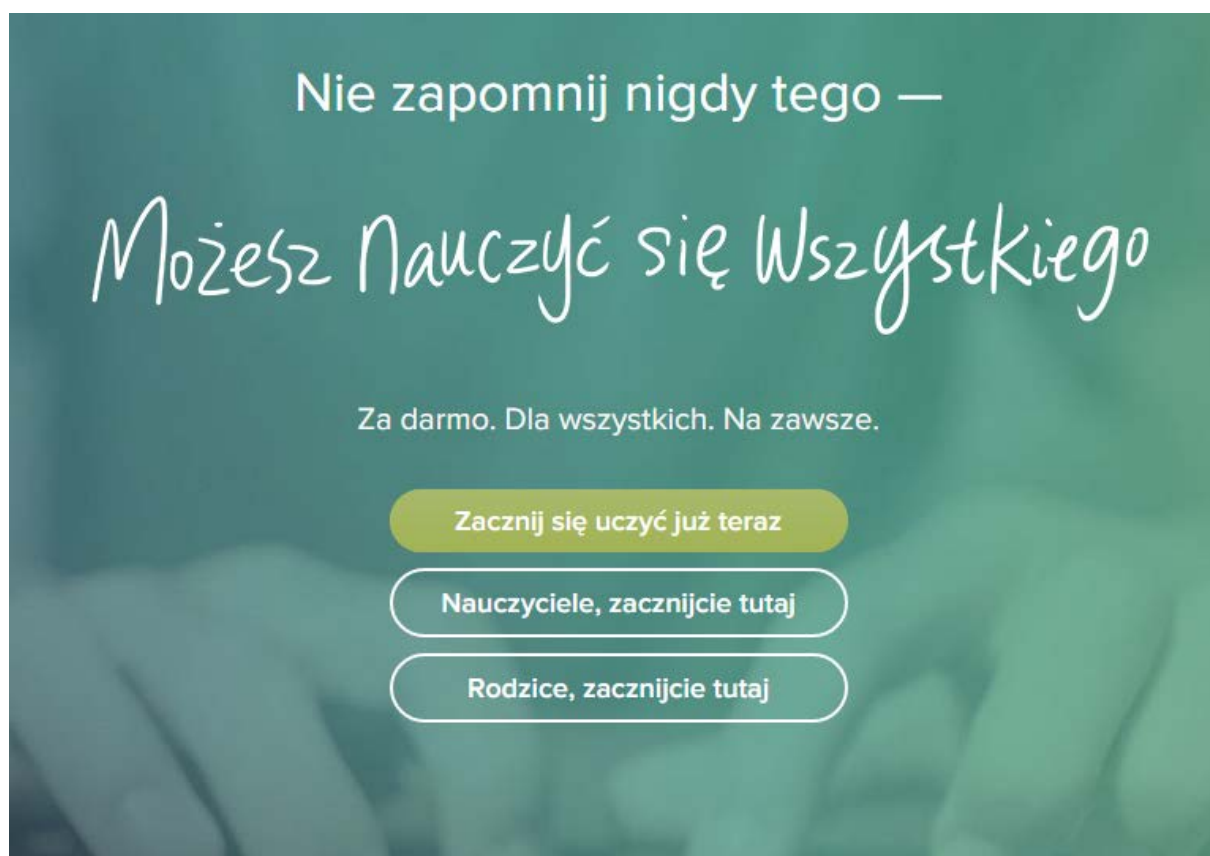 Nie zapomnij nigdy tego —
Możesz Nauczyć się Wszystkiego
Za darmo. Dla wszystkich. Na zawsze.
Zacznij się uczyć już teraz
Nauczyciele, zacznijcie tutaj
Rodzice, zacznijcie tutaj